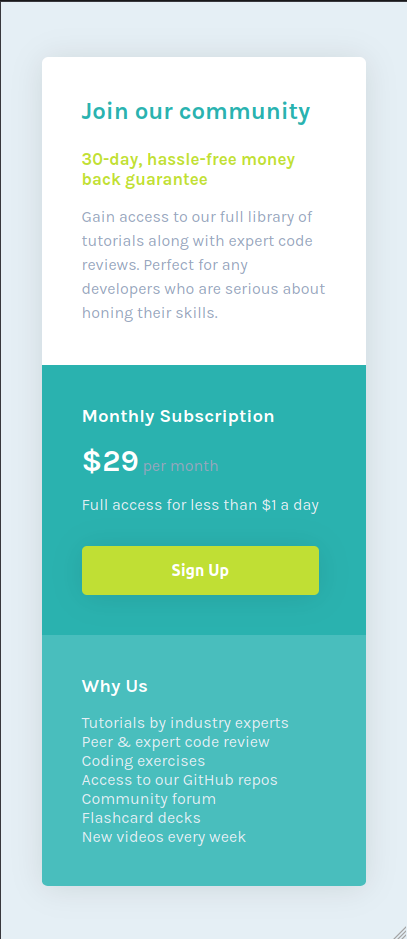 Join our community
30-day, hassle-free money
back guarantee
Gain access to our full library of
tutorials along with expert code
reviews. Perfect for any
developers who are serious about
honing their skills.
Monthly Subscription
$29 per month
Full access for less than $1 a day
Sign Up
Why Us
Tutorials by industry experts
Peer & expert code review
Coding exercises
Access to our GitHub repos
Community forum
Flashcard decks
New videos every week